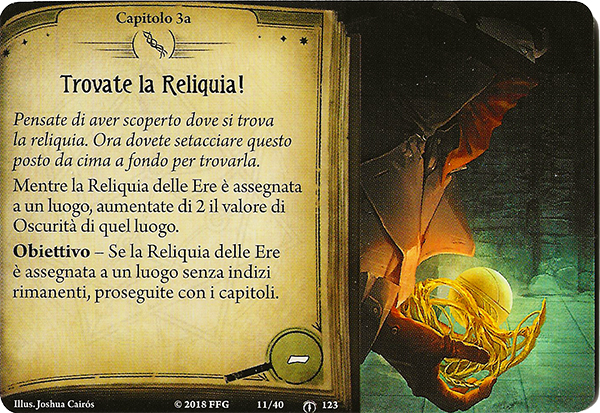 Capitolo 3a
Trovate la Reliquia!
Pensate di aver scoperto dove si trova
la reliquia. Ora dovete setacciare questo
posto da cima a fondo per trovarla.
Mentre la Reliquia delle Ere è assegnata
a un luogo, aumentate di 2 il valore di
Oscurità di quel luogo.
Obiettivo – Se la Reliquia delle Ere
è assegnata a un luogo senza indizi
rimanenti, proseguite con i capitoli.
–
Illus. Joshua Cairós © 2018 FFG 11/40 123